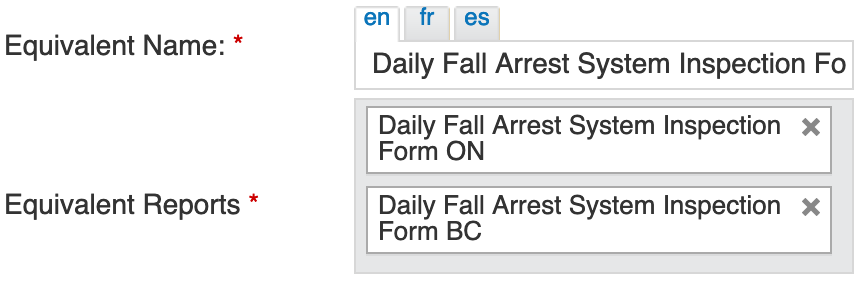 en fr es
Equivalent Name: *
Daily Fall Arrest System Inspection Fo
Daily Fall Arrest System Inspection
Form ON
Equivalent Reports *
Daily Fall Arrest System Inspection
Form BC